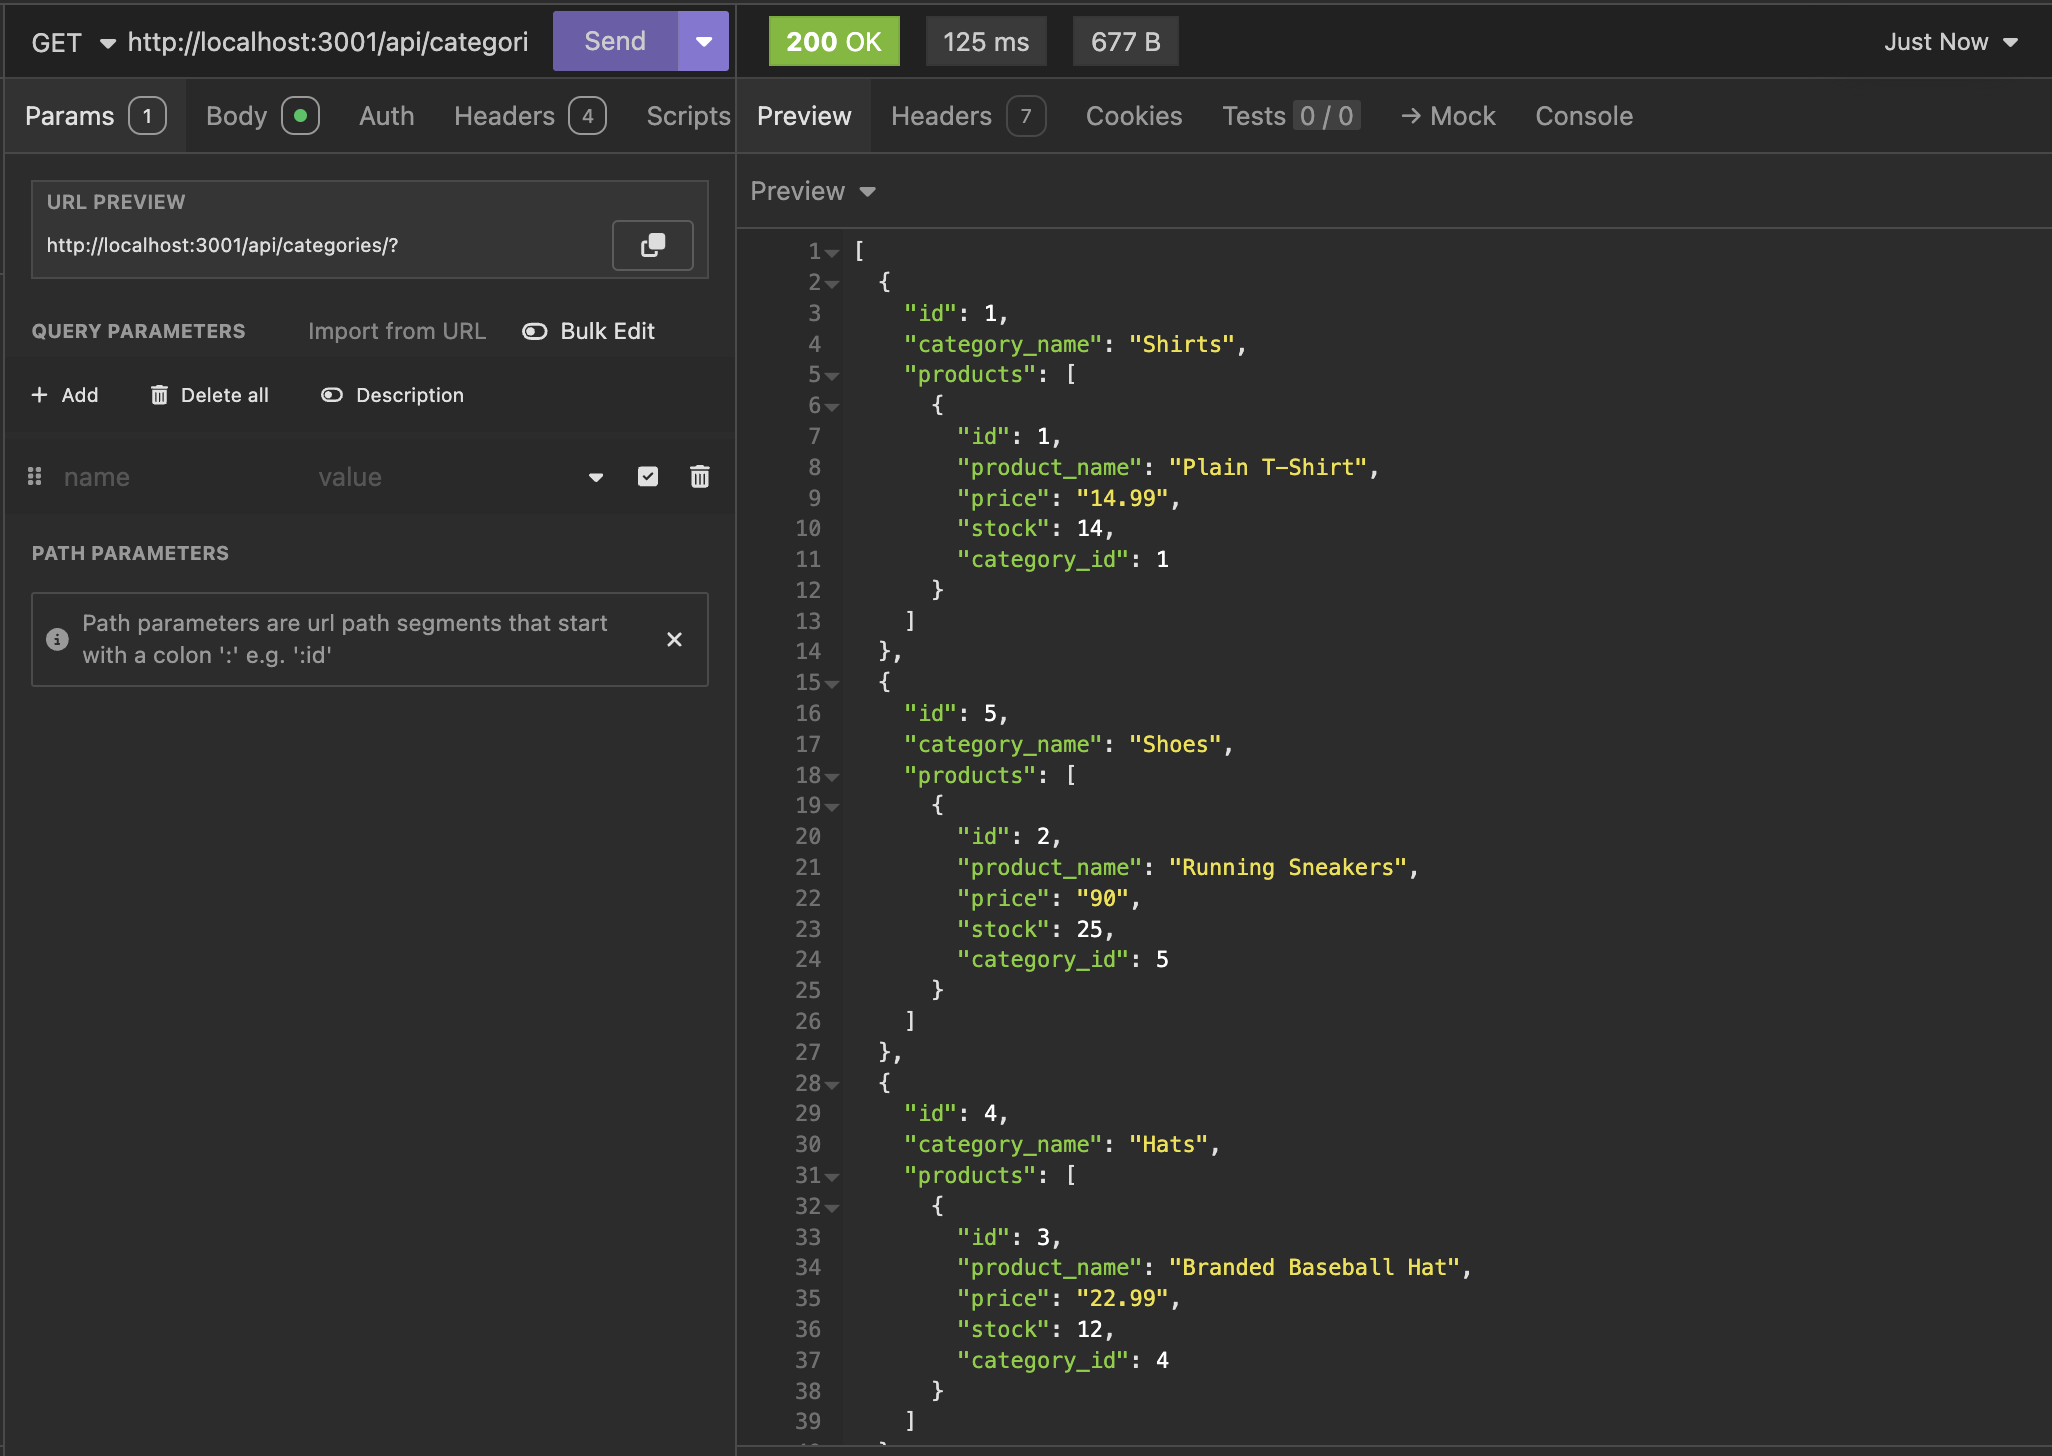 GET http://localhost:3001/api/categori Send
200 OK 125 ms 677 B Just Now
Params 1 Body Auth Headers 4 Scripts
Preview Headers 7 Cookies Tests 0 / 0 → Mock Console
URL PREVIEW
http://localhost:3001/api/categories/?
QUERY PARAMETERS Import from URL Bulk Edit
+ Add Delete all Description
name value
PATH PARAMETERS
Path parameters are url path segments that start
with a colon ':' e.g. ':id'
Preview
1 [
2 {
3 "id": 1,
4 "category_name": "Shirts",
5 "products": [
6 {
7 "id": 1,
8 "product_name": "Plain T-Shirt",
9 "price": "14.99",
10 "stock": 14,
11 "category_id": 1
12 }
13 ]
14 },
15 {
16 "id": 5,
17 "category_name": "Shoes",
18 "products": [
19 {
20 "id": 2,
21 "product_name": "Running Sneakers",
22 "price": "90",
23 "stock": 25,
24 "category_id": 5
25 }
26 ]
27 },
28 {
29 "id": 4,
30 "category_name": "Hats",
31 "products": [
32 {
33 "id": 3,
34 "product_name": "Branded Baseball Hat",
35 "price": "22.99",
36 "stock": 12,
37 "category_id": 4
38 }
39 ]